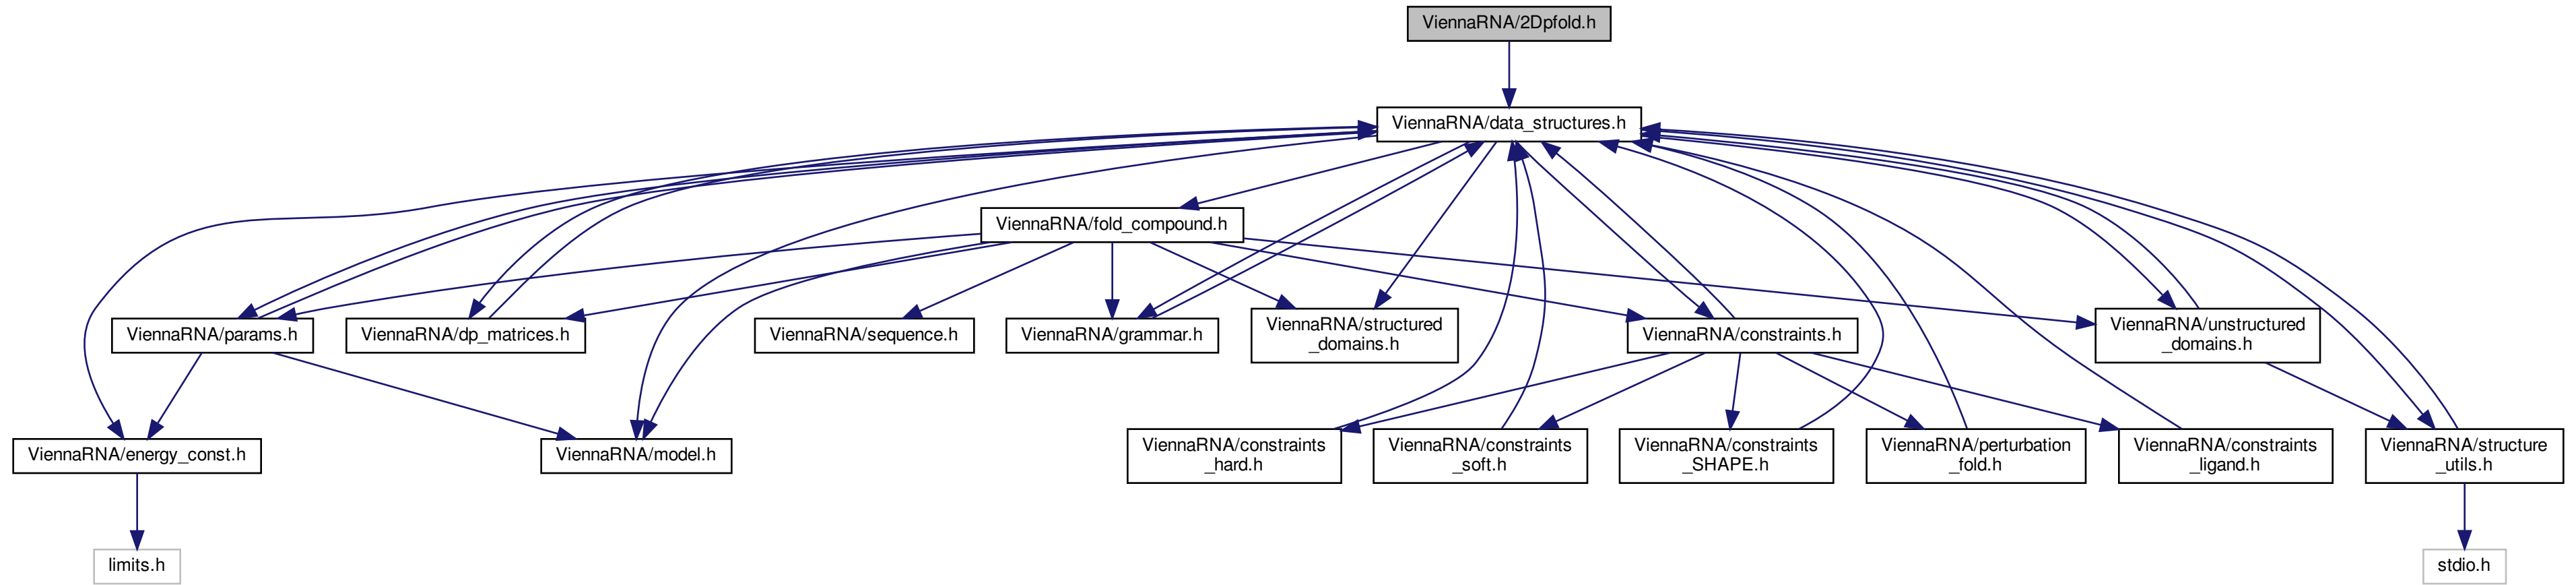 ViennaRNA/2Dpfold.h
ViennaRNA/data_structures.h
ViennaRNA/fold_compound.h
ViennaRNA/params.h
ViennaRNA/dp_matrices.h
ViennaRNA/sequence.h
ViennaRNA/grammar.h
ViennaRNA/structured
_domains.h
ViennaRNA/constraints.h
ViennaRNA/unstructured
_domains.h
ViennaRNA/energy_const.h
ViennaRNA/model.h
ViennaRNA/constraints
_hard.h
ViennaRNA/constraints
_soft.h
ViennaRNA/constraints
_SHAPE.h
ViennaRNA/perturbation
_fold.h
ViennaRNA/constraints
_ligand.h
ViennaRNA/structure
_utils.h
limits.h
stdio.h